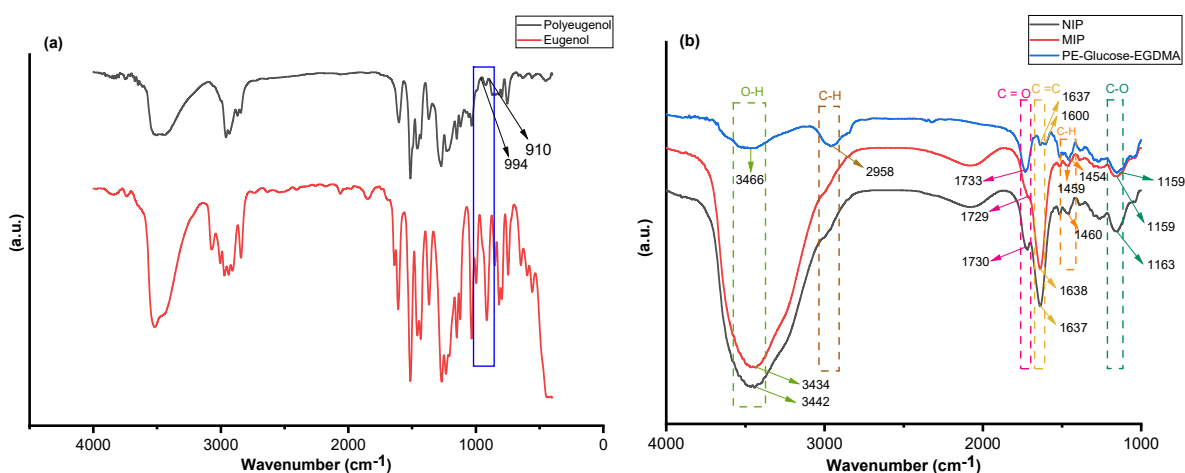 (a)
Polyeugenol
Eugenol
994
910
(a.u.)
4000
3000
2000
1000
0
Wavenumber (cm-1)
(b)
NIP
MIP
PE-Glucose-EGDMA
O-H
C-H
C = O
C =C
1637
1600
C-O
C-H
3466
2958
1733
1459
1454
1159
1729
1159
1730
1460
1163
1638
1637
3434
3442
(a.u.)
4000
3000
2000
1000
Wavenumber (cm-1)